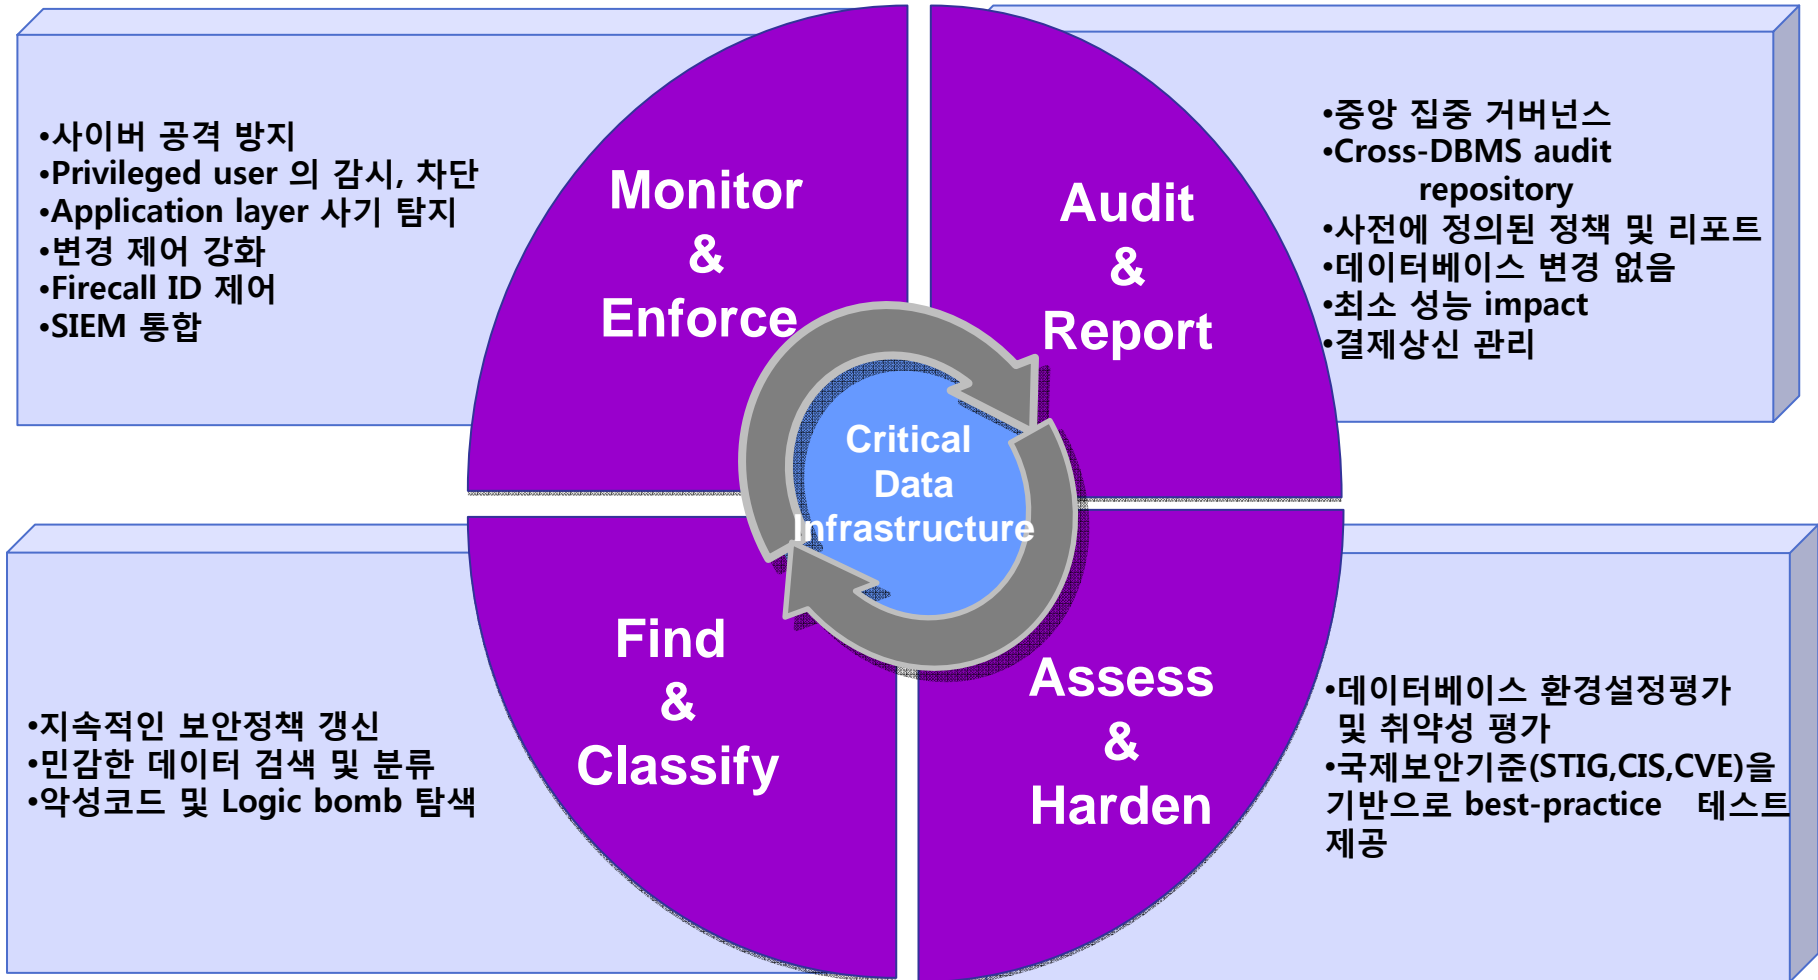 •사이버 공격 방지
•Privileged user 의 감시, 차단
•Application layer 사기 탐지
•변경 제어 강화
•Firecall ID 제어
•SIEM 통합
Monitor
&
Enforce
Audit
&
Report
•중앙 집중 거버넌스
•Cross-DBMS audit
repository
•사전에 정의된 정책 및 리포트
•데이터베이스 변경 없음
•최소 성능 impact
•결제상신 관리
Critical
Data
Infrastructure
•지속적인 보안정책 갱신
•민감한 데이터 검색 및 분류
•악성코드 및 Logic bomb 탐색
Find
&
Classify
Assess
&
Harden
•데이터베이스 환경설정평가
및 취약성 평가
•국제보안기준(STIG,CIS,CVE)을
기반으로 best-practice 테스트
제공